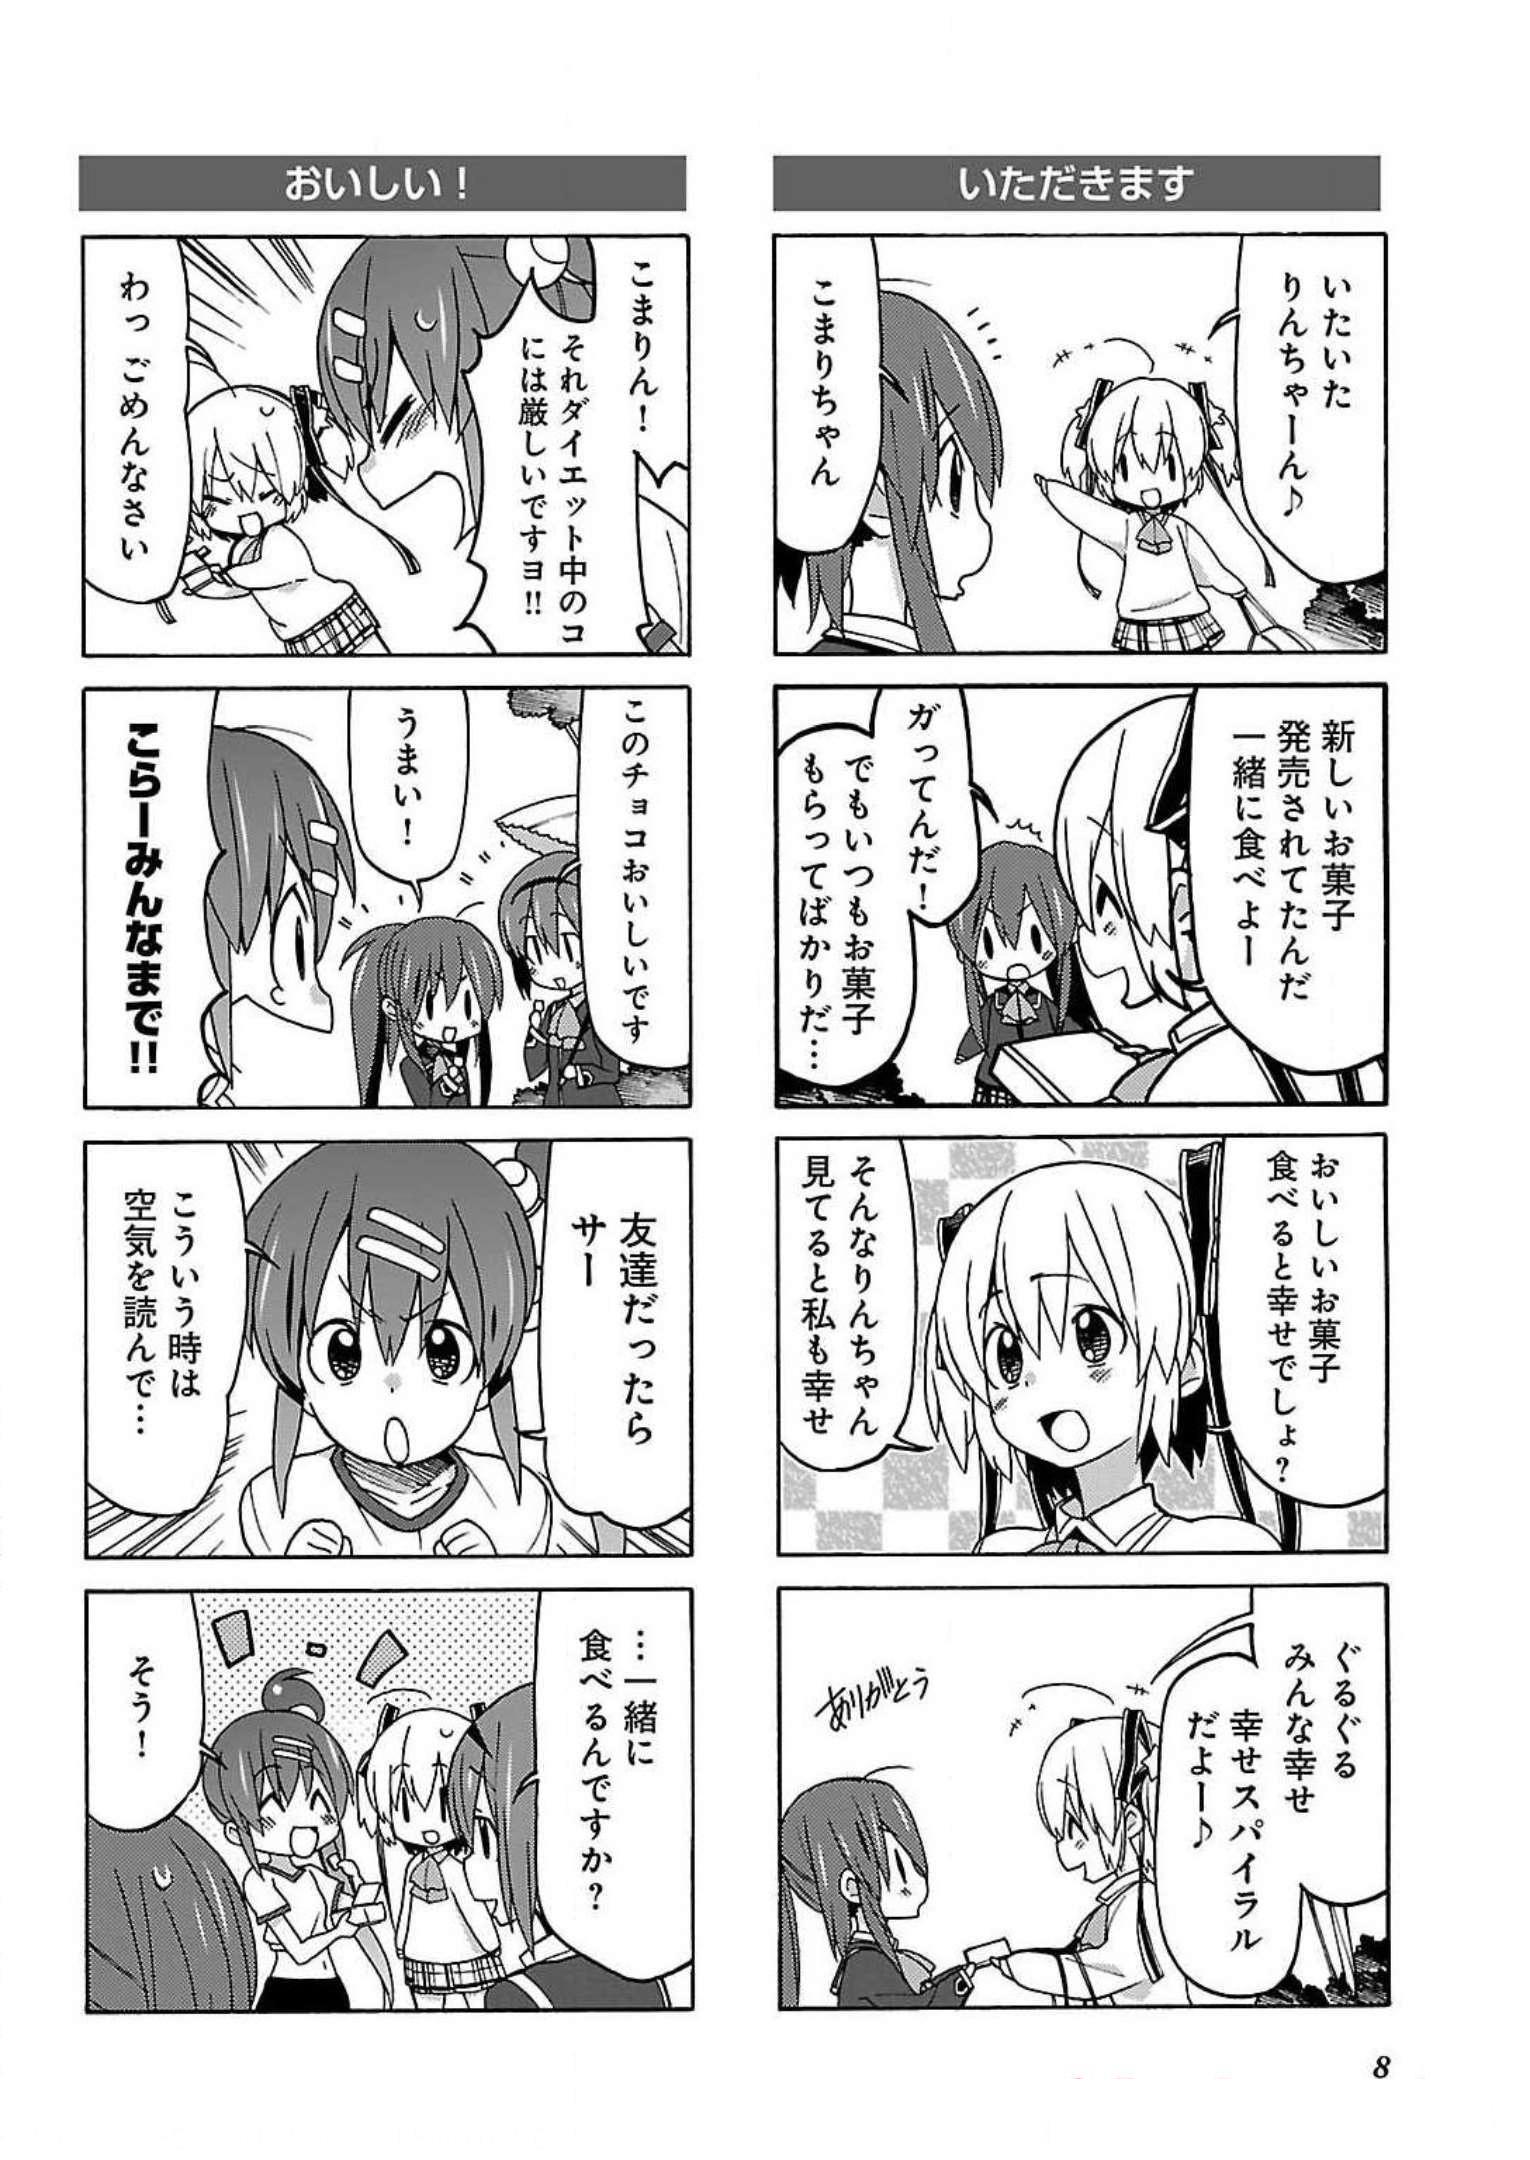 いただきます
いたいた
りんちゃーん♪
こまりちゃん
新しいお菓子
発売されてたんだ
一緒に食べよー
ガってんだ！
でもいつもお菓子
もらってばかりだ…
おいしいお菓子
食べると幸せでしょ？
そんなりんちゃん
見てると私も幸せ
ぐるぐる
みんな幸せ
幸せスパイラル
だよー♪
ありがとう
おいしい！
こまりん！
それダイエット中のコ
には厳しいですヨ!!
わっ ごめんなさい
このチョコおいしいです
うまい！
こらーみんなまで!!
友達だったら
サー
こういう時は
空気を読んで…
…一緒に
食べるんですか？
そう！
8